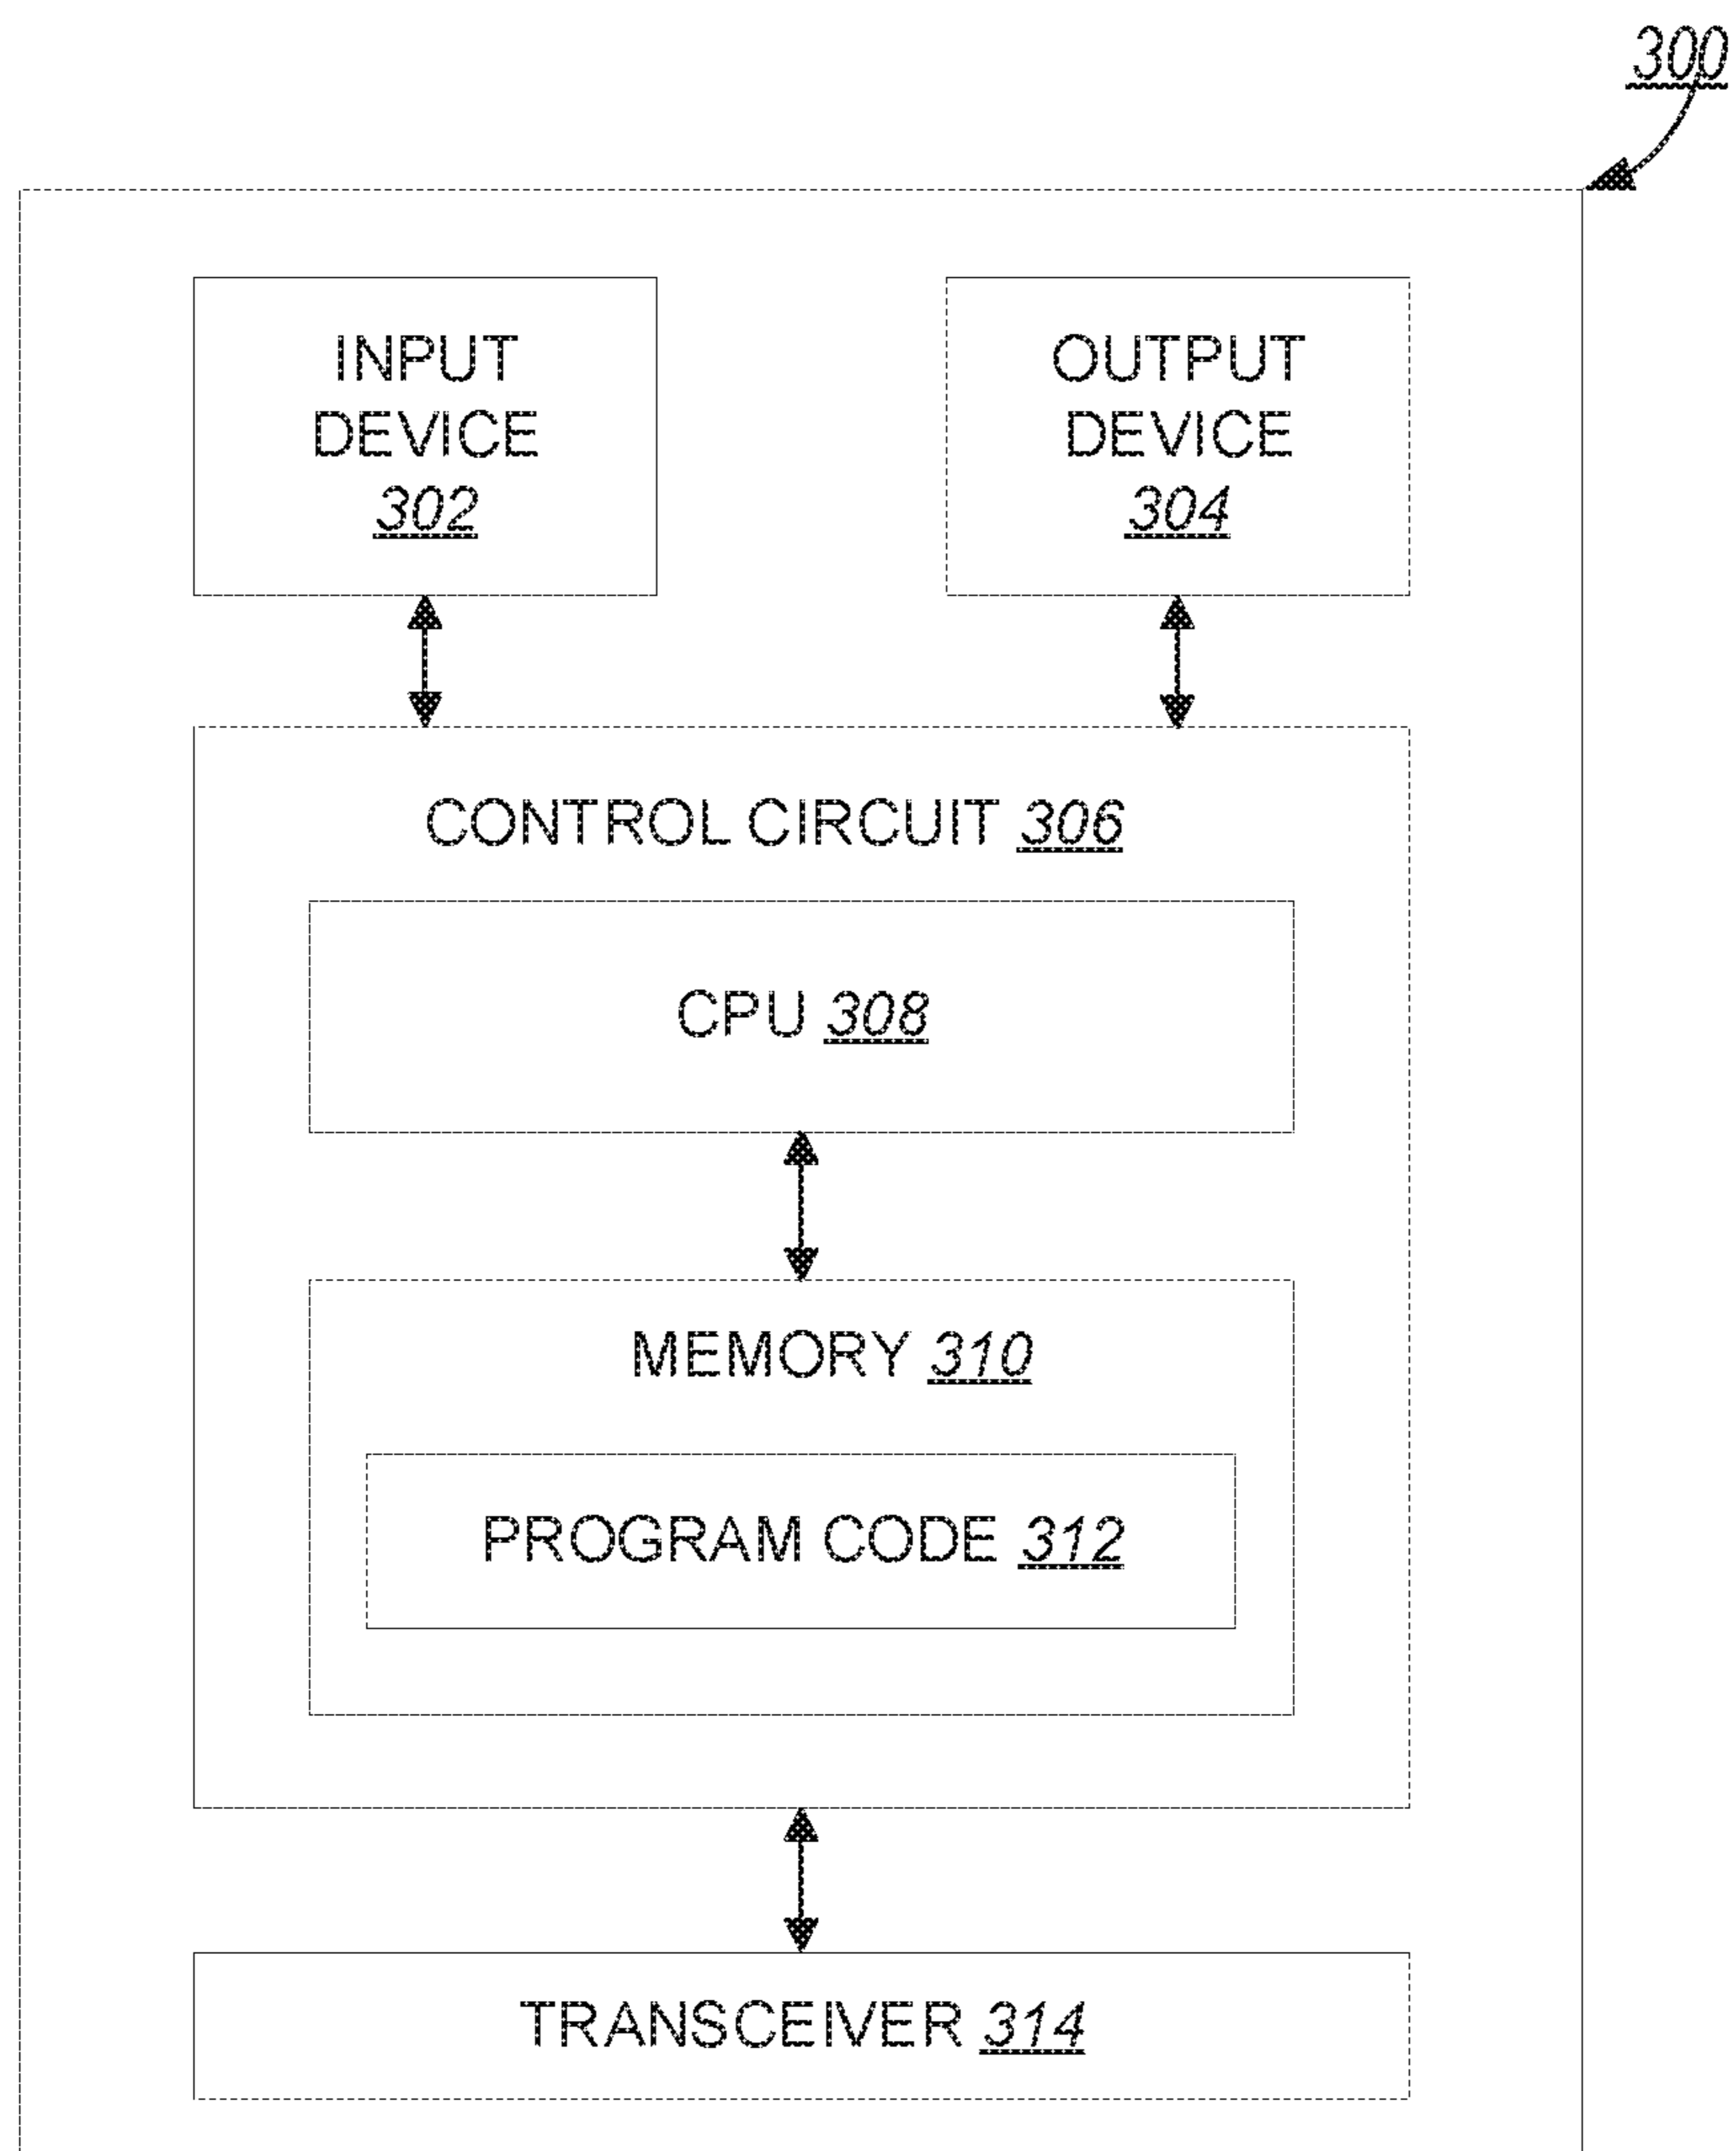 300
INPUT
DEVICE
302
OUTPUT
DEVICE
304
CONTROL CIRCUIT 306
CPU 308
MEMORY 310
PROGRAM CODE 312
TRANSCEIVER 314